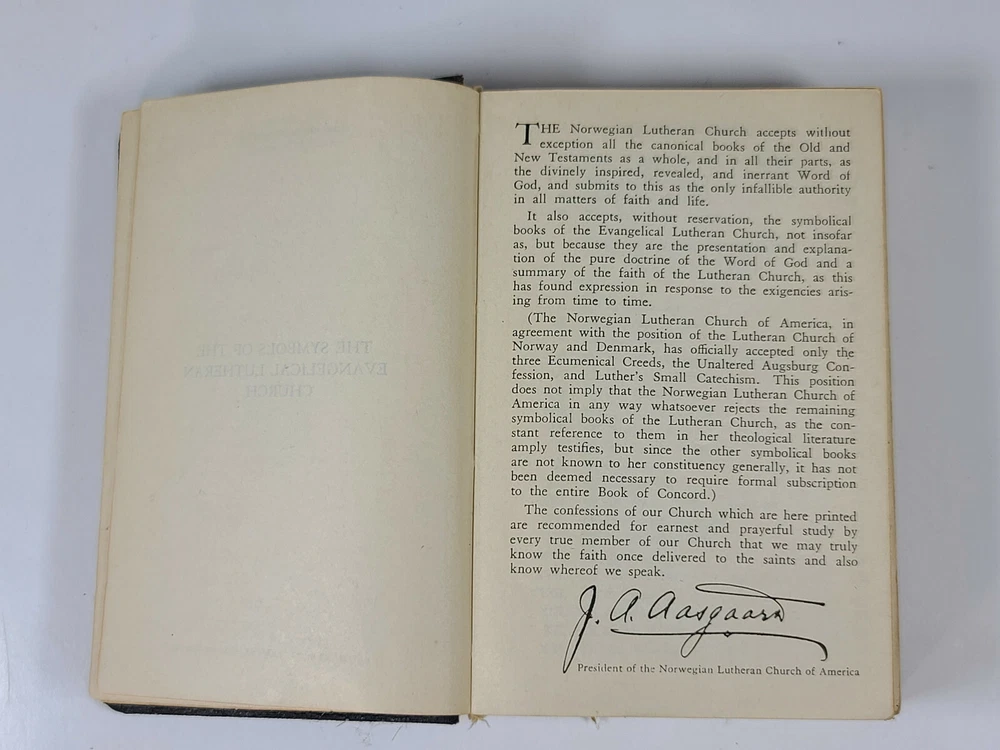 THE SYMBOLS OF THE
EVANGELICAL LUTHERAN
CHURCH
THE Norwegian Lutheran Church accepts without
exception all the canonical books of the Old and
New Testaments as a whole, and in all their parts, as
the divinely inspired, revealed, and inerrant Word of
God, and submits to this as the only infallible authority
in all matters of faith and life.
It also accepts, without reservation, the symbolical
books of the Evangelical Lutheran Church, not insofar
as, but because they are the presentation and explana-
tion of the pure doctrine of the Word of God and a
summary of the faith of the Lutheran Church, as this
has found expression in response to the exigencies aris-
ing from time to time.
(The Norwegian Lutheran Church of America, in
agreement with the position of the Lutheran Church of
Norway and Denmark, has officially accepted only the
three Ecumenical Creeds, the Unaltered Augsburg Con-
fession, and Luther's Small Catechism. This position
does not imply that the Norwegian Lutheran Church of
America in any way whatsoever rejects the remaining
symbolical books of the Lutheran Church, as the con-
stant reference to them in her theological literature
amply testifies, but since the other symbolical books
are not known to her constituency generally, it has not
been deemed necessary to require formal subscription
to the entire Book of Concord.)
The confessions of our Church which are here printed
are recommended for earnest and prayerful study by
every true member of our Church that we may truly
know the faith once delivered to the saints and also
know whereof we speak.
J. A. Aasgaard
President of the Norwegian Lutheran Church of America